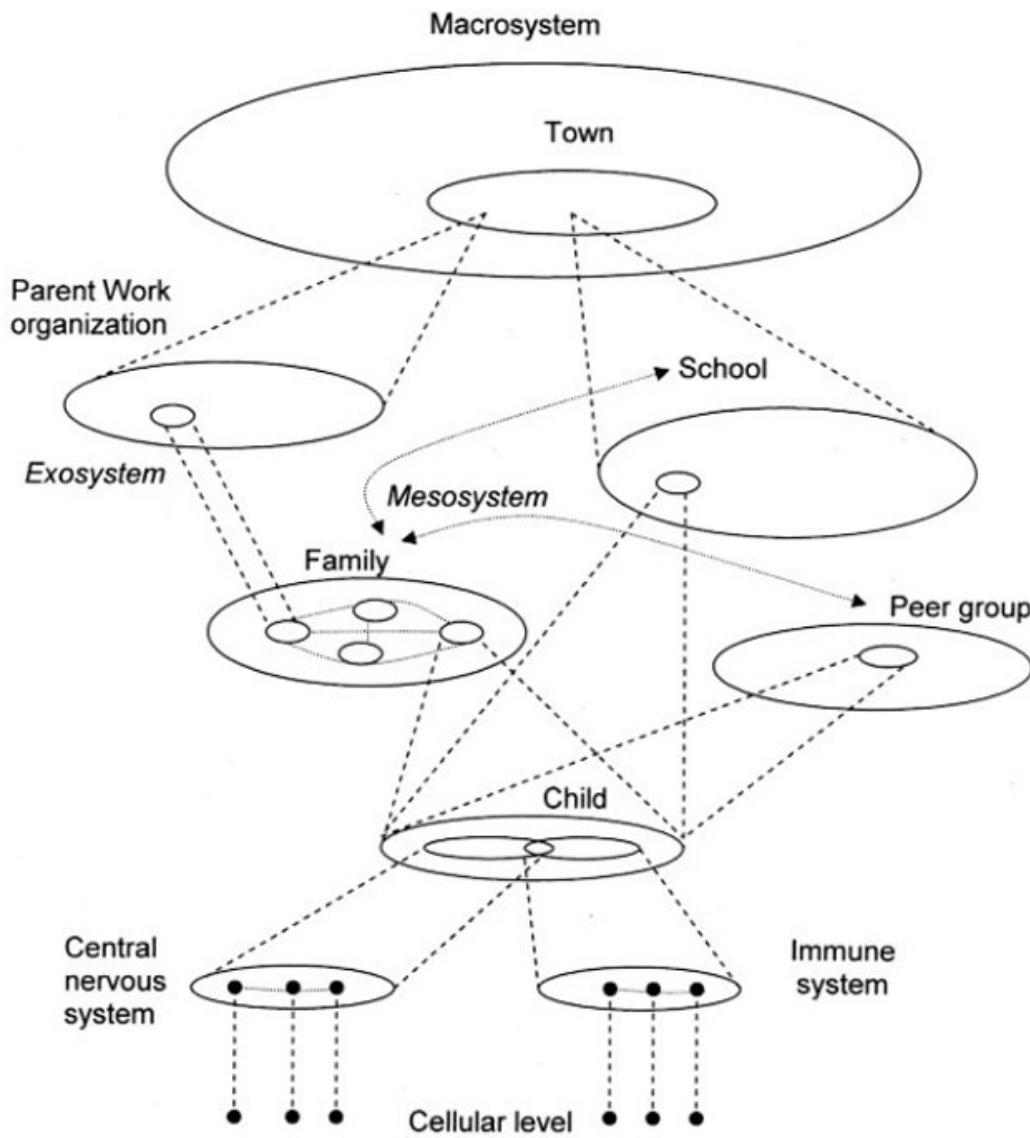 Macrosystem
Town
Parent Work
organization
School
Exosystem
Mesosystem
Family
Peer group
Child
Central
nervous
system
Immune
system
Cellular level